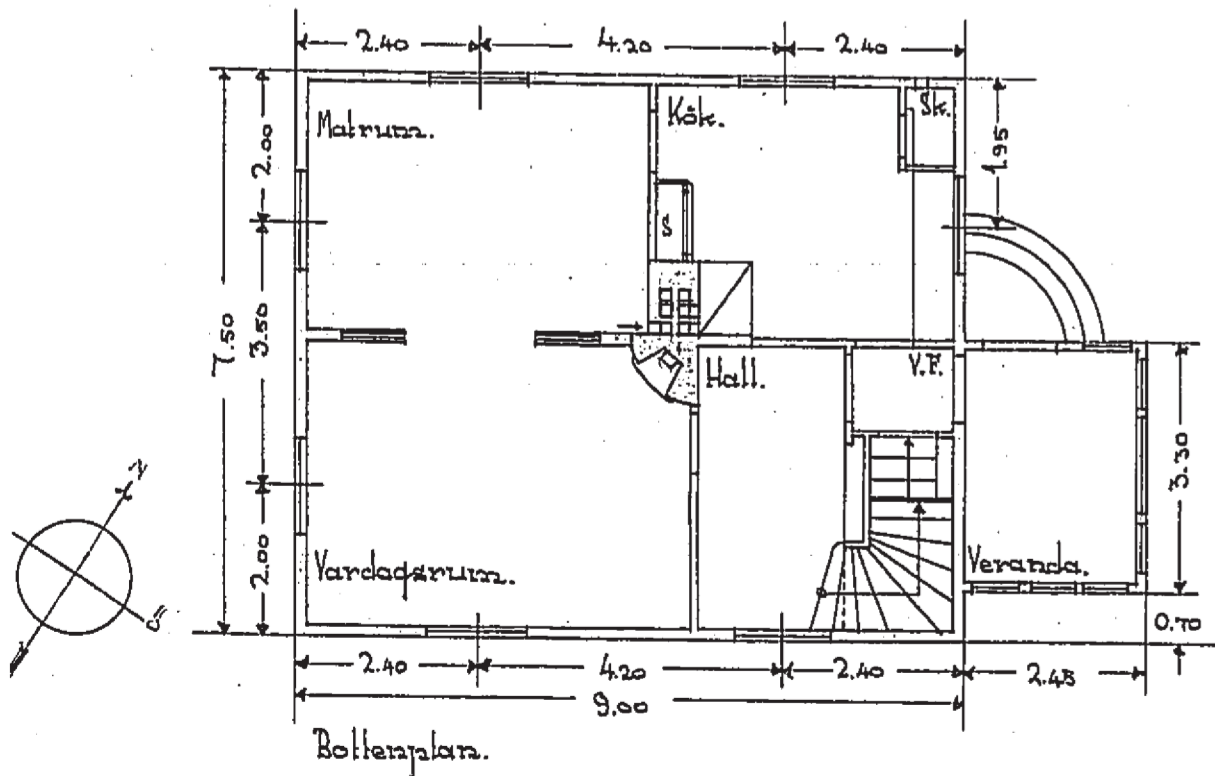 2.40 4.20 2.40
Matrum. Kök. Sk.
2.00 1.95
S
7.50 3.50
Hall. V.F.
3.30
N
Ö
2.00
Vardagsrum. Veranda.
0.70
2.40 4.20 2.40 2.45
9.00
Bottenplan.